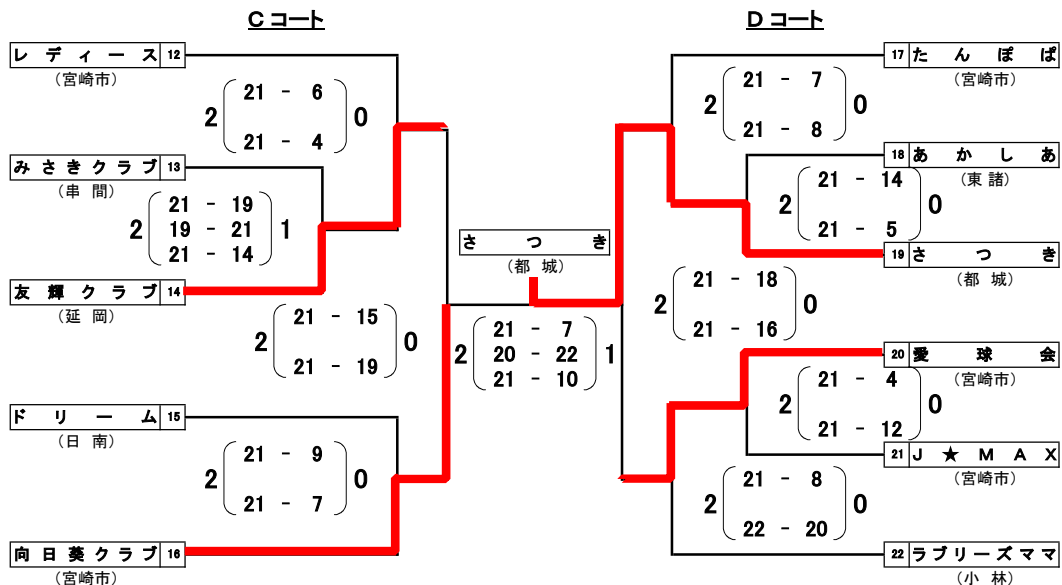 C コート
D コート
レディース 12
(宮崎市)
21 - 6
2 0
21 - 4
みさきクラブ 13
(串 間)
21 - 19
2 19 - 21 1
21 - 14
友輝クラブ 14
(延 岡)
21 - 15
2 0
21 - 19
ドリーム 15
(日 南)
21 - 9
2 0
21 - 7
向日葵クラブ 16
(宮崎市)
さつき
(都 城)
21 - 7
2 20 - 22 1
21 - 10
17 たんぽぽ
(宮崎市)
21 - 7
2 0
21 - 8
18 あかしあ
(東 諸)
21 - 14
2 0
21 - 5
19 さつき
(都 城)
21 - 18
2 0
21 - 16
20 愛球会
(宮崎市)
21 - 4
2 0
21 - 12
21 J★MAX
(宮崎市)
21 - 8
2 0
22 - 20
22 ラブリーズママ
(小 林)